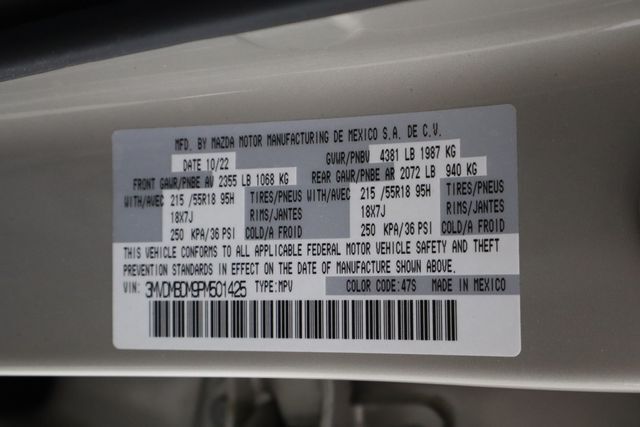 MFD. BY MAZDA MOTOR MANUFACTURING DE MEXICO S.A. DE C.V.
DATE 10/22 GVWR/PNBV 4381 LB 1987 KG
FRONT GAWR/PNBE AV 2355 LB 1068 KG REAR GAWR/PNBE AR 2072 LB 940 KG
WITH/AVEC 215 /55R18 95H TIRES/PNEUS WITH/AVEC 215 /55R18 95H TIRES/PNEUS
18X7J RIMS/JANTES 18X7J RIMS/JANTES
250 KPA/36 PSI COLD/A FROID 250 KPA/36 PSI COLD/A FROID
THIS VEHICLE CONFORMS TO ALL APPLICABLE FEDERAL MOTOR VEHICLE SAFETY AND THEFT
PREVENTION STANDARDS IN EFFECT ON THE DATE OF MANUFACTURE SHOWN ABOVE.
VIN: 3MVDMBDM9PM501425 TYPE:MPV COLOR CODE:47S MADE IN MEXICO